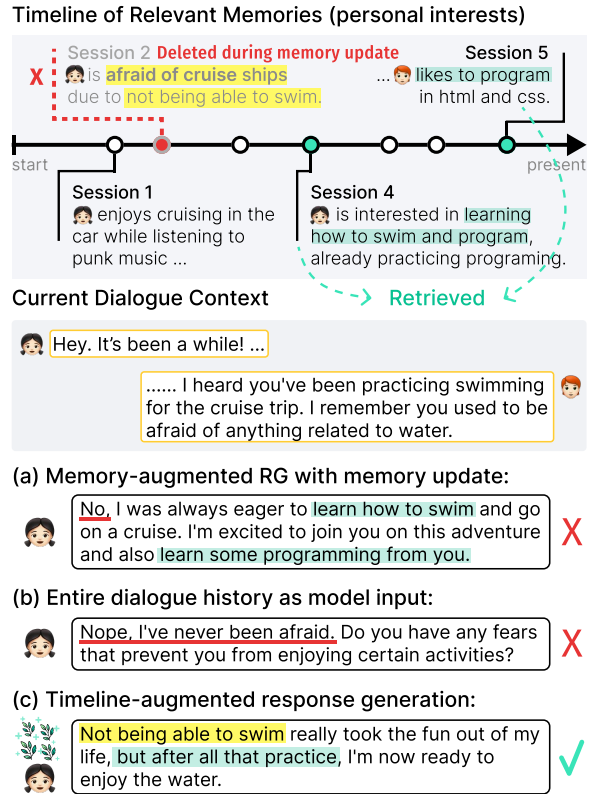 Timeline of Relevant Memories (personal interests)
Session 2 Deleted during memory update
X
is afraid of cruise ships
due to not being able to swim.
Session 5
... likes to program
in html and css.
start
present
Session 1
enjoys cruising in the
car while listening to
punk music ...
Session 4
is interested in learning
how to swim and program,
already practicing programing.
Current Dialogue Context
Retrieved
Hey. It's been a while! ...
...... I heard you've been practicing swimming
for the cruise trip. I remember you used to be
afraid of anything related to water.
(a) Memory-augmented RG with memory update:
No, I was always eager to learn how to swim and go
on a cruise. I'm excited to join you on this adventure
and also learn some programming from you.
X
(b) Entire dialogue history as model input:
Nope, I've never been afraid. Do you have any fears
that prevent you from enjoying certain activities?
X
(c) Timeline-augmented response generation:
Not being able to swim really took the fun out of my
life, but after all that practice, I'm now ready to
enjoy the water.